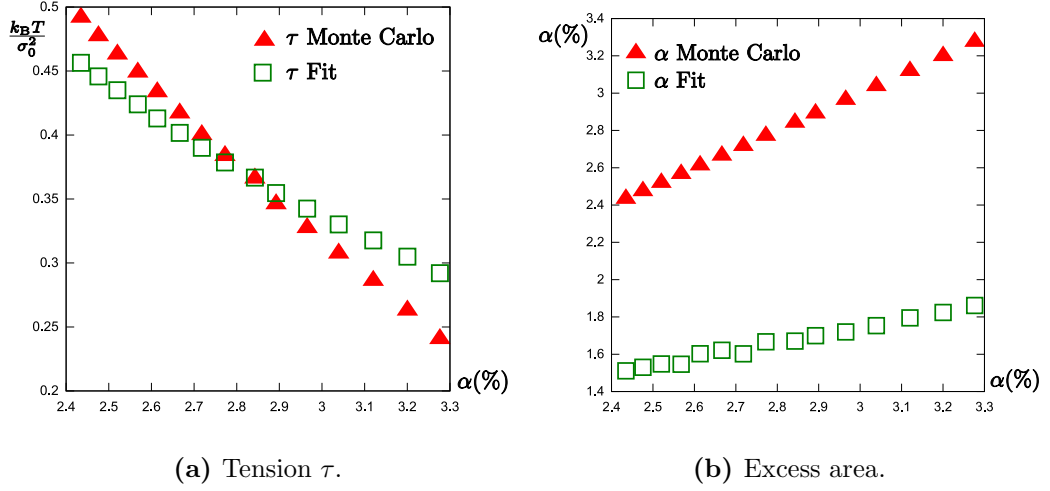 k_B T / σ_0^2
0.5
0.45
0.4
0.35
0.3
0.25
0.2
τ Monte Carlo
τ Fit
α(%)
2.4 2.5 2.6 2.7 2.8 2.9 3 3.1 3.2 3.3
(a) Tension τ.
α(%)
3.4
3.2
3
2.8
2.6
2.4
2.2
2
1.8
1.6
1.4
α Monte Carlo
α Fit
α(%)
2.4 2.5 2.6 2.7 2.8 2.9 3 3.1 3.2 3.3
(b) Excess area.